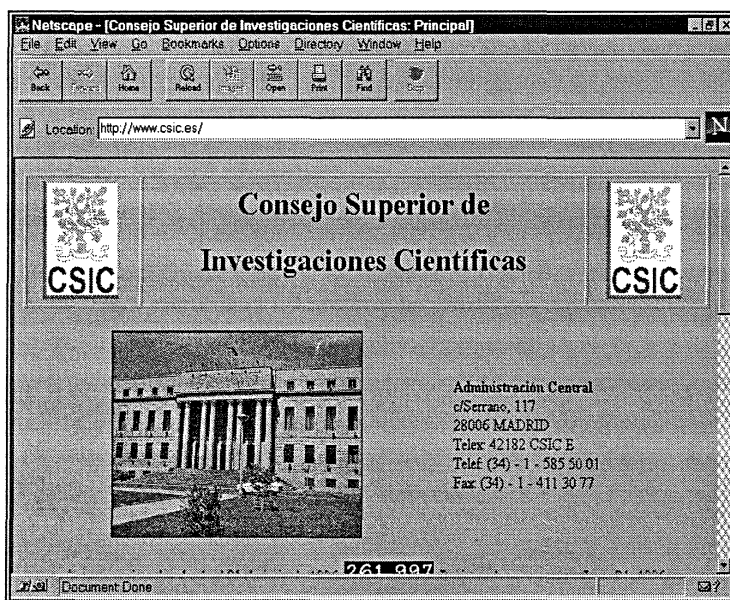 Netscape - [Consejo Superior de Investigaciones Científicas: Principal]
File Edit View Go Bookmarks Options Directory Window Help
Back Forward Home Reload Images Open Print Find Stop
Location: http://www.csic.es/
N
Consejo Superior de
Investigaciones Científicas
CSIC
CSIC
Administración Central
c/Serrano, 117
28006 MADRID
Telex: 42182 CSIC E
Telef: (34) - 1 - 585 50 01
Fax: (34) - 1 - 411 30 77
261,997
Document: Done